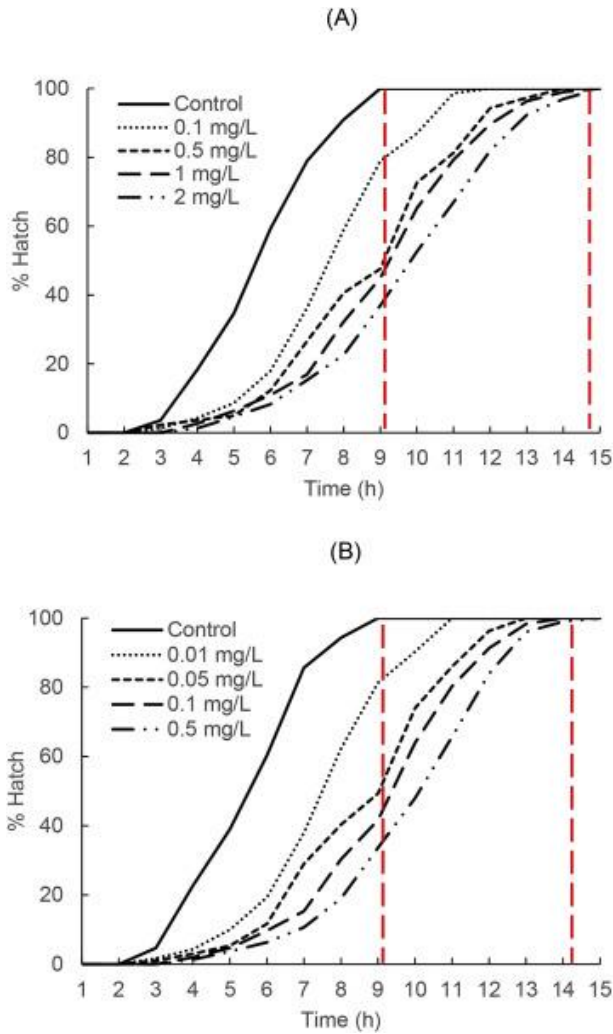 (A)
100
80
60
40
20
0
% Hatch
Control
0.1 mg/L
0.5 mg/L
1 mg/L
2 mg/L
1 2 3 4 5 6 7 8 9 10 11 12 13 14 15
Time (h)
(B)
100
80
60
40
20
0
% Hatch
Control
0.01 mg/L
0.05 mg/L
0.1 mg/L
0.5 mg/L
1 2 3 4 5 6 7 8 9 10 11 12 13 14 15
Time (h)